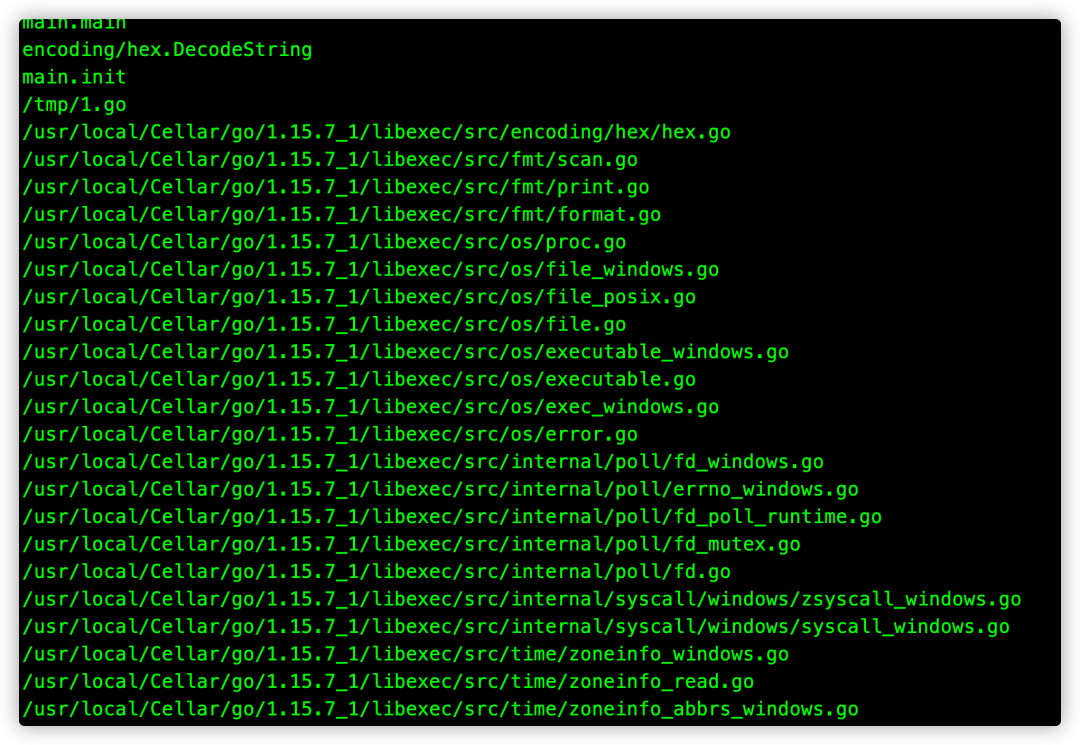 main.main
encoding/hex.DecodeString
main.init
/tmp/1.go
/usr/local/Cellar/go/1.15.7_1/libexec/src/encoding/hex/hex.go
/usr/local/Cellar/go/1.15.7_1/libexec/src/fmt/scan.go
/usr/local/Cellar/go/1.15.7_1/libexec/src/fmt/print.go
/usr/local/Cellar/go/1.15.7_1/libexec/src/fmt/format.go
/usr/local/Cellar/go/1.15.7_1/libexec/src/os/proc.go
/usr/local/Cellar/go/1.15.7_1/libexec/src/os/file_windows.go
/usr/local/Cellar/go/1.15.7_1/libexec/src/os/file_posix.go
/usr/local/Cellar/go/1.15.7_1/libexec/src/os/file.go
/usr/local/Cellar/go/1.15.7_1/libexec/src/os/executable_windows.go
/usr/local/Cellar/go/1.15.7_1/libexec/src/os/executable.go
/usr/local/Cellar/go/1.15.7_1/libexec/src/os/exec_windows.go
/usr/local/Cellar/go/1.15.7_1/libexec/src/os/error.go
/usr/local/Cellar/go/1.15.7_1/libexec/src/internal/poll/fd_windows.go
/usr/local/Cellar/go/1.15.7_1/libexec/src/internal/poll/errno_windows.go
/usr/local/Cellar/go/1.15.7_1/libexec/src/internal/poll/fd_poll_runtime.go
/usr/local/Cellar/go/1.15.7_1/libexec/src/internal/poll/fd_mutex.go
/usr/local/Cellar/go/1.15.7_1/libexec/src/internal/poll/fd.go
/usr/local/Cellar/go/1.15.7_1/libexec/src/internal/syscall/windows/zsyscall_windows.go
/usr/local/Cellar/go/1.15.7_1/libexec/src/internal/syscall/windows/syscall_windows.go
/usr/local/Cellar/go/1.15.7_1/libexec/src/time/zoneinfo_windows.go
/usr/local/Cellar/go/1.15.7_1/libexec/src/time/zoneinfo_read.go
/usr/local/Cellar/go/1.15.7_1/libexec/src/time/zoneinfo_abbrs_windows.go